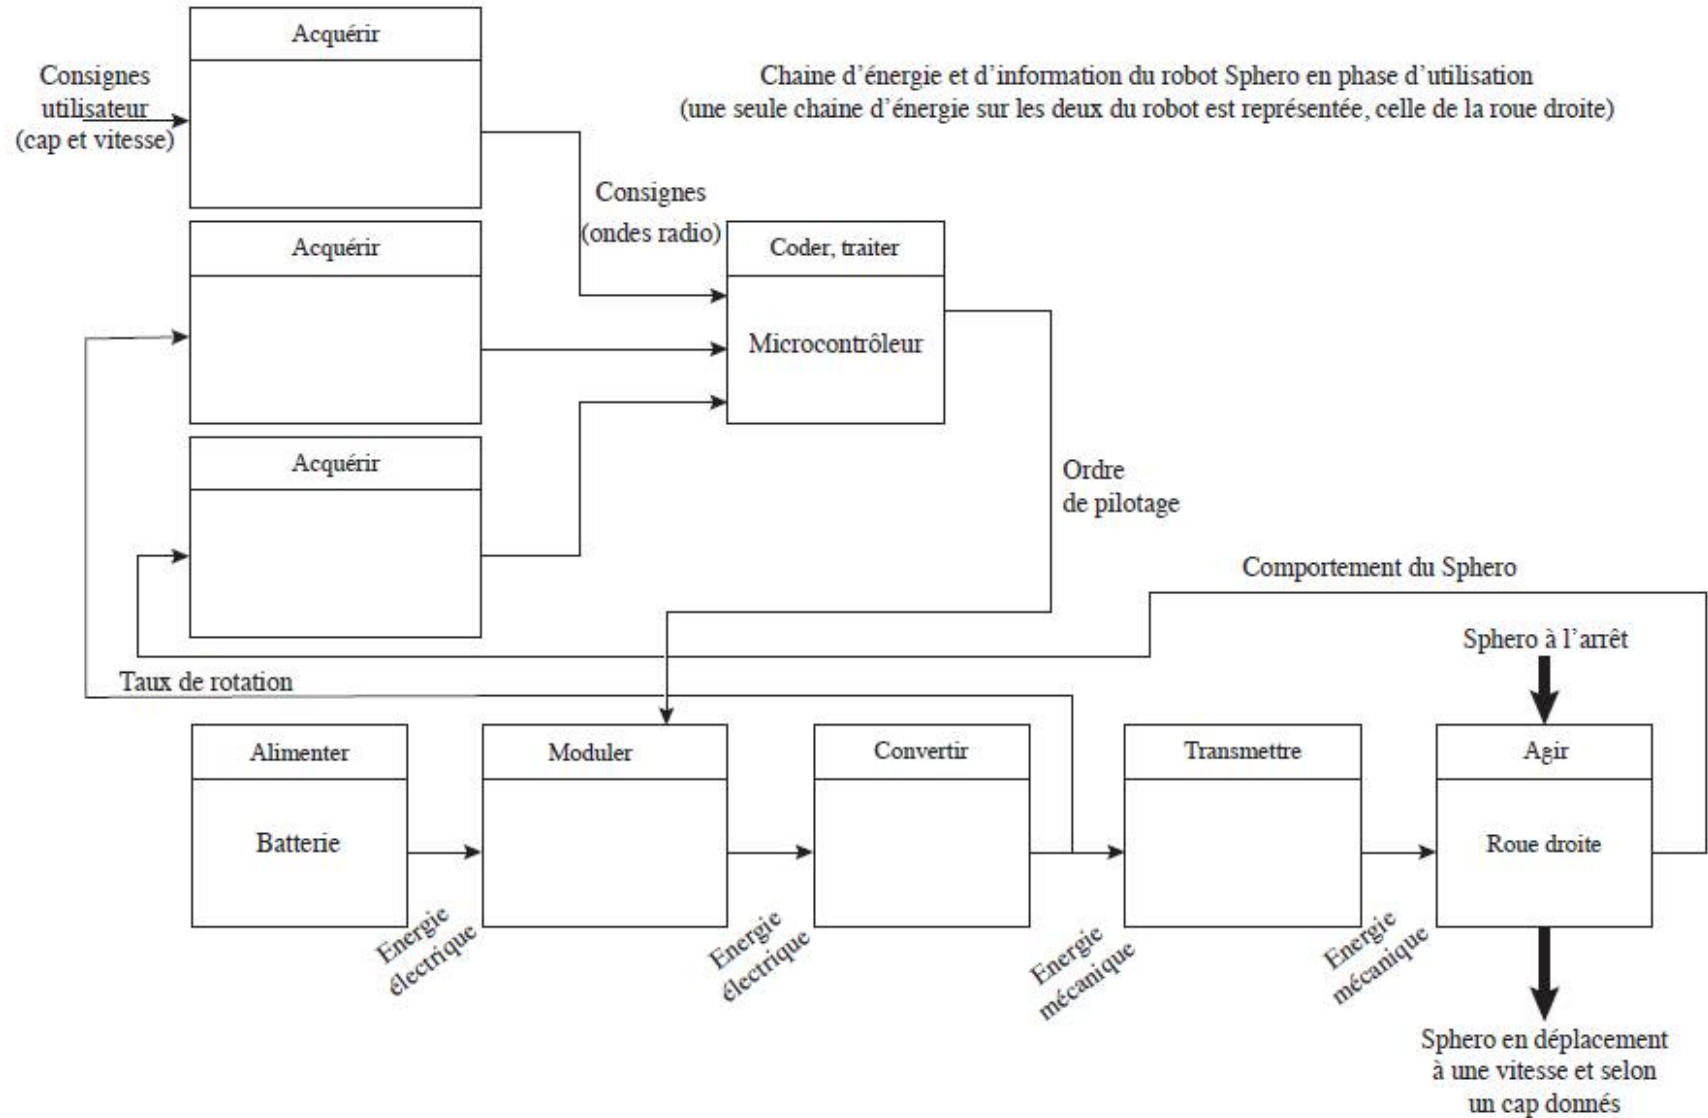 Acquérir
Consignes
utilisateur
(cap et vitesse)
Chaine d'énergie et d'information du robot Sphero en phase d'utilisation
(une seule chaine d'énergie sur les deux du robot est représentée, celle de la roue droite)
Consignes
(ondes radio)
Acquérir
Coder, traiter
Microcontrôleur
Acquérir
Ordre
de pilotage
Comportement du Sphero
Sphero à l'arrêt
Taux de rotation
Alimenter
Moduler
Convertir
Transmettre
Agir
Batterie
Roue droite
Energie
électrique
Energie
électrique
Energie
mécanique
Energie
mécanique
Sphero en déplacement
à une vitesse et selon
un cap donnés